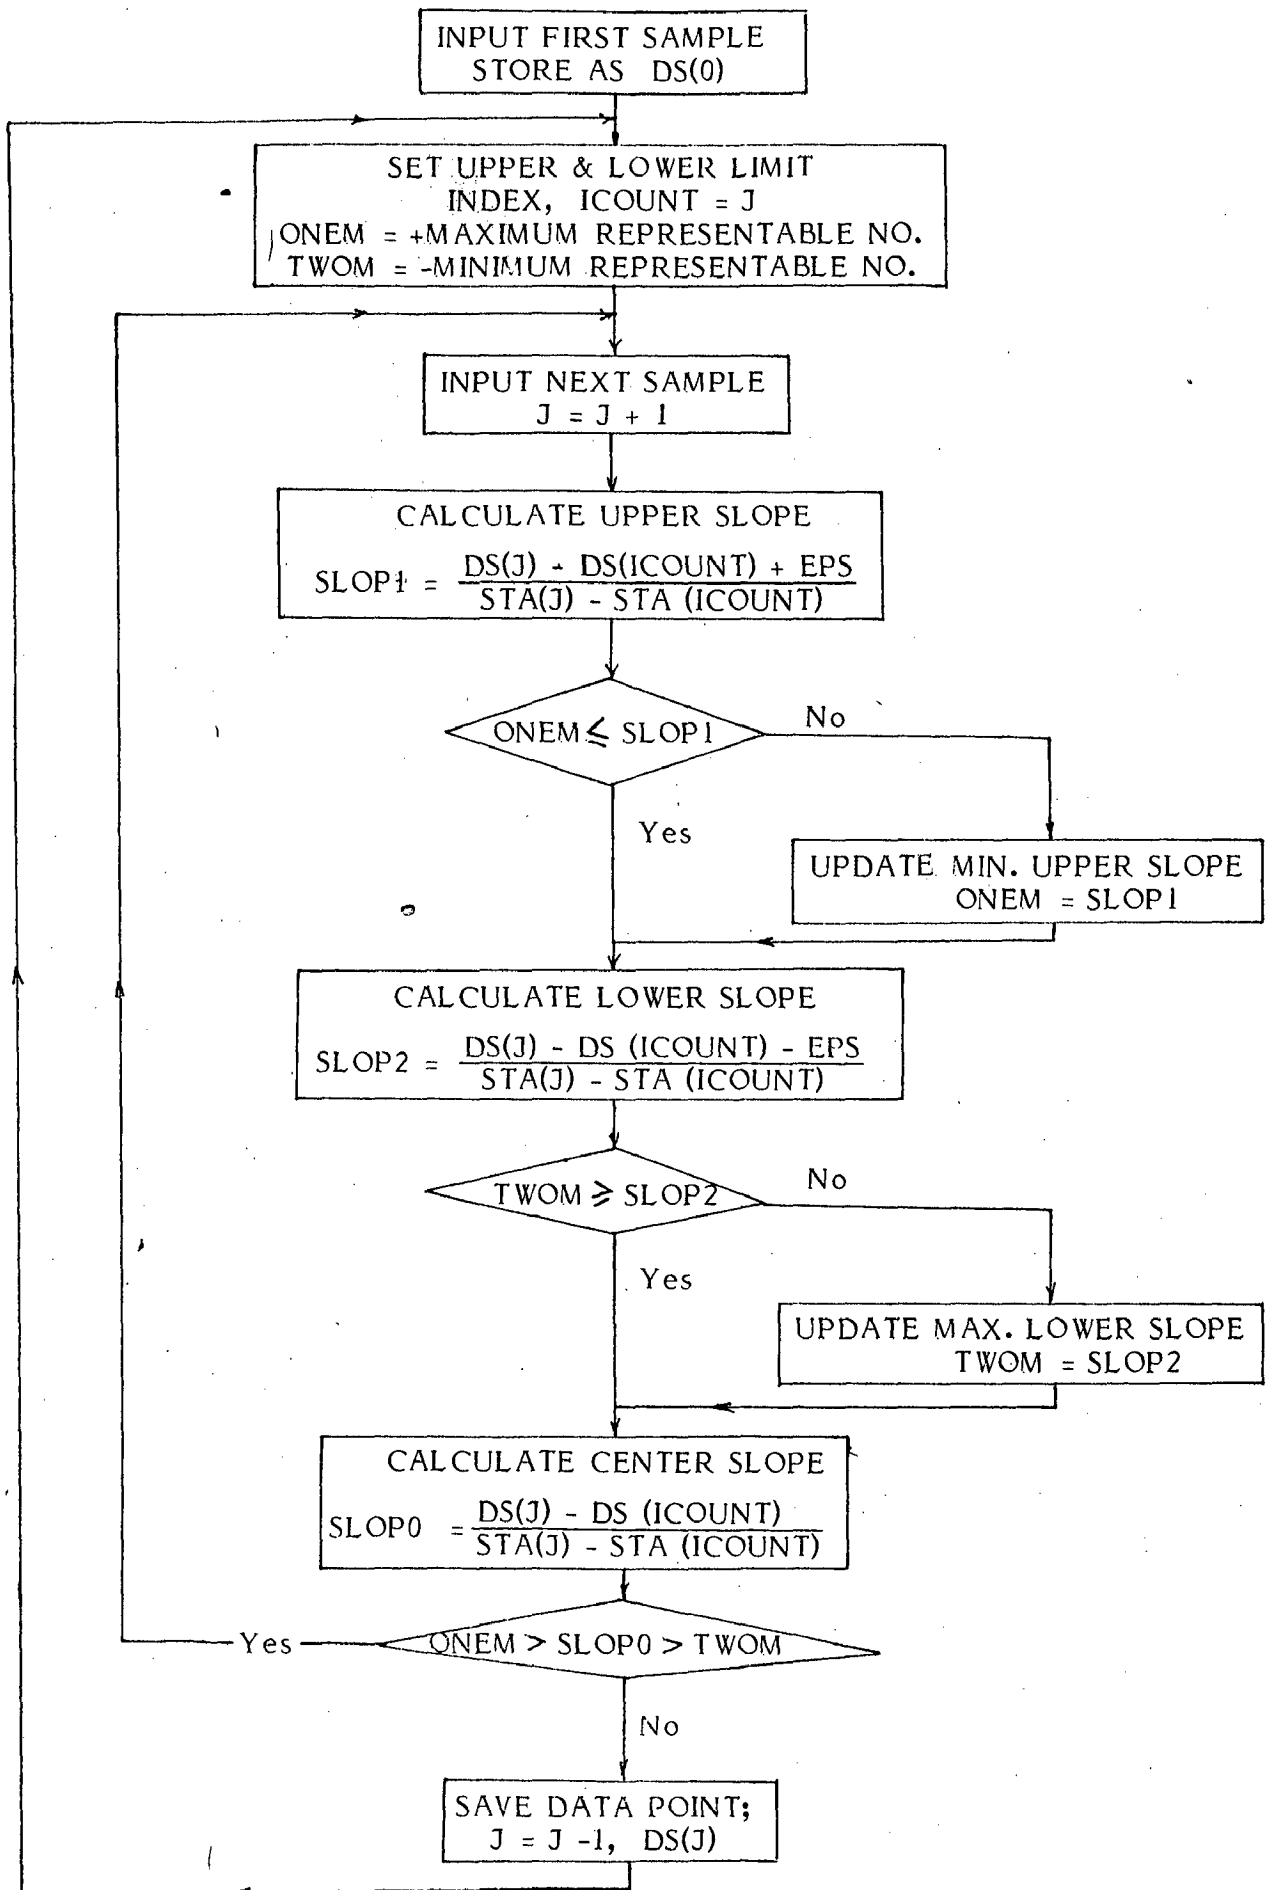 INPUT FIRST SAMPLE
STORE AS DS(0)
SET UPPER & LOWER LIMIT
INDEX, ICOUNT = J
ONEM = +MAXIMUM REPRESENTABLE NO.
TWOM = -MINIMUM REPRESENTABLE NO.
INPUT NEXT SAMPLE
J = J + 1
CALCULATE UPPER SLOPE
SLOP1 = DS(J) - DS(ICOUNT) + EPS
STA(J) - STA (ICOUNT)
ONEM ≤ SLOP1
No
Yes
UPDATE MIN. UPPER SLOPE
ONEM = SLOP1
CALCULATE LOWER SLOPE
SLOP2 = DS(J) - DS (ICOUNT) - EPS
STA(J) - STA (ICOUNT)
TWOM ≥ SLOP2
No
Yes
UPDATE MAX. LOWER SLOPE
TWOM = SLOP2
CALCULATE CENTER SLOPE
SLOP0 = DS(J) - DS (ICOUNT)
STA(J) - STA (ICOUNT)
Yes
ONEM > SLOP0 > TWOM
No
SAVE DATA POINT;
J = J -1, DS(J)